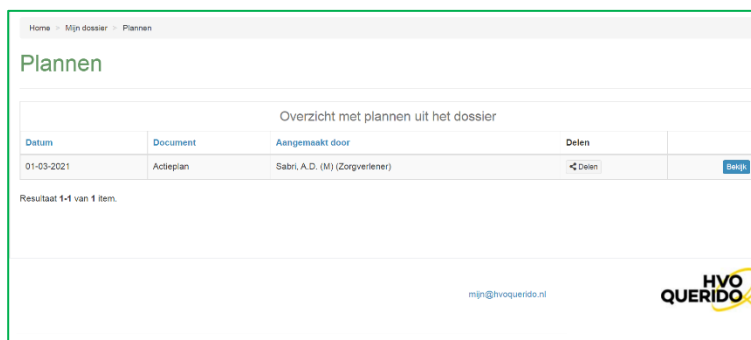 Home > Mijn dossier > Plannen
Plannen
Overzicht met plannen uit het dossier
Datum Document Aangemaakt door Delen
01-03-2021 Actieplan Sabri, A.D. (M) (Zorgverlener) Delen Bekijk
Resultaat 1-1 van 1 item.
mijn@hvoquerido.nl
HVO
QUERIDO